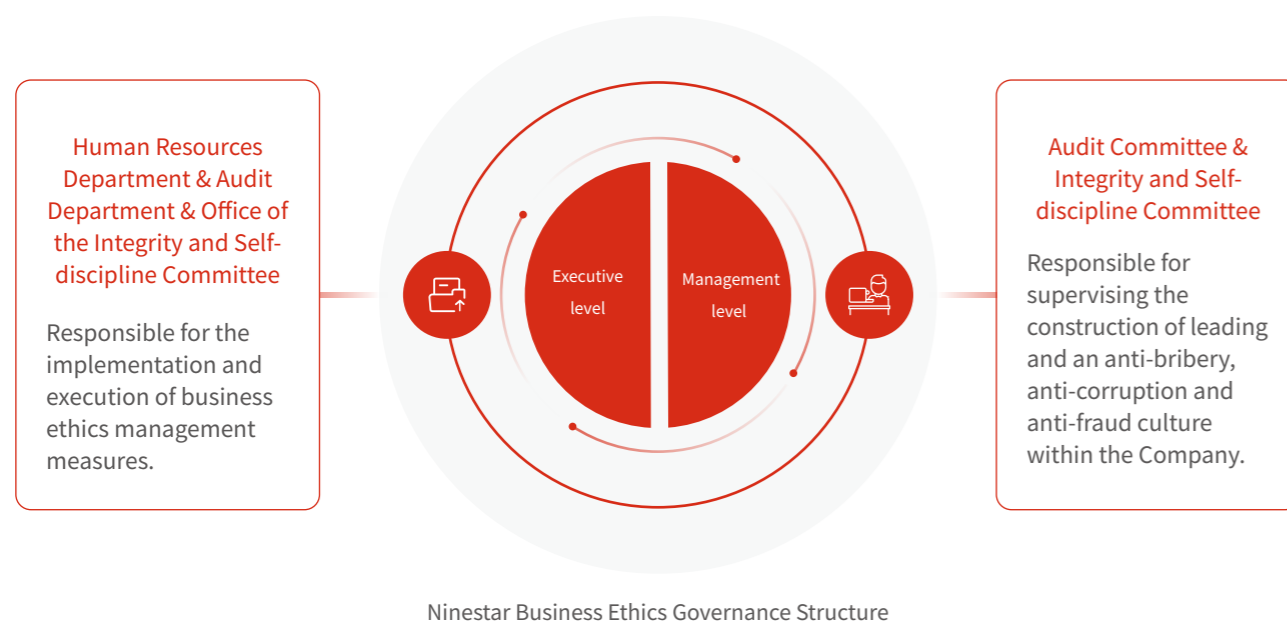 Human Resources
Department & Audit
Department & Office of
the Integrity and Self-
discipline Committee
Responsible for the
implementation and
execution of business
ethics management
measures.
Executive
level
Management
level
Audit Committee &
Integrity and Self-
discipline Committee
Responsible for
supervising the
construction of leading
and an anti-bribery,
anti-corruption and
anti-fraud culture
within the Company.
Ninestar Business Ethics Governance Structure